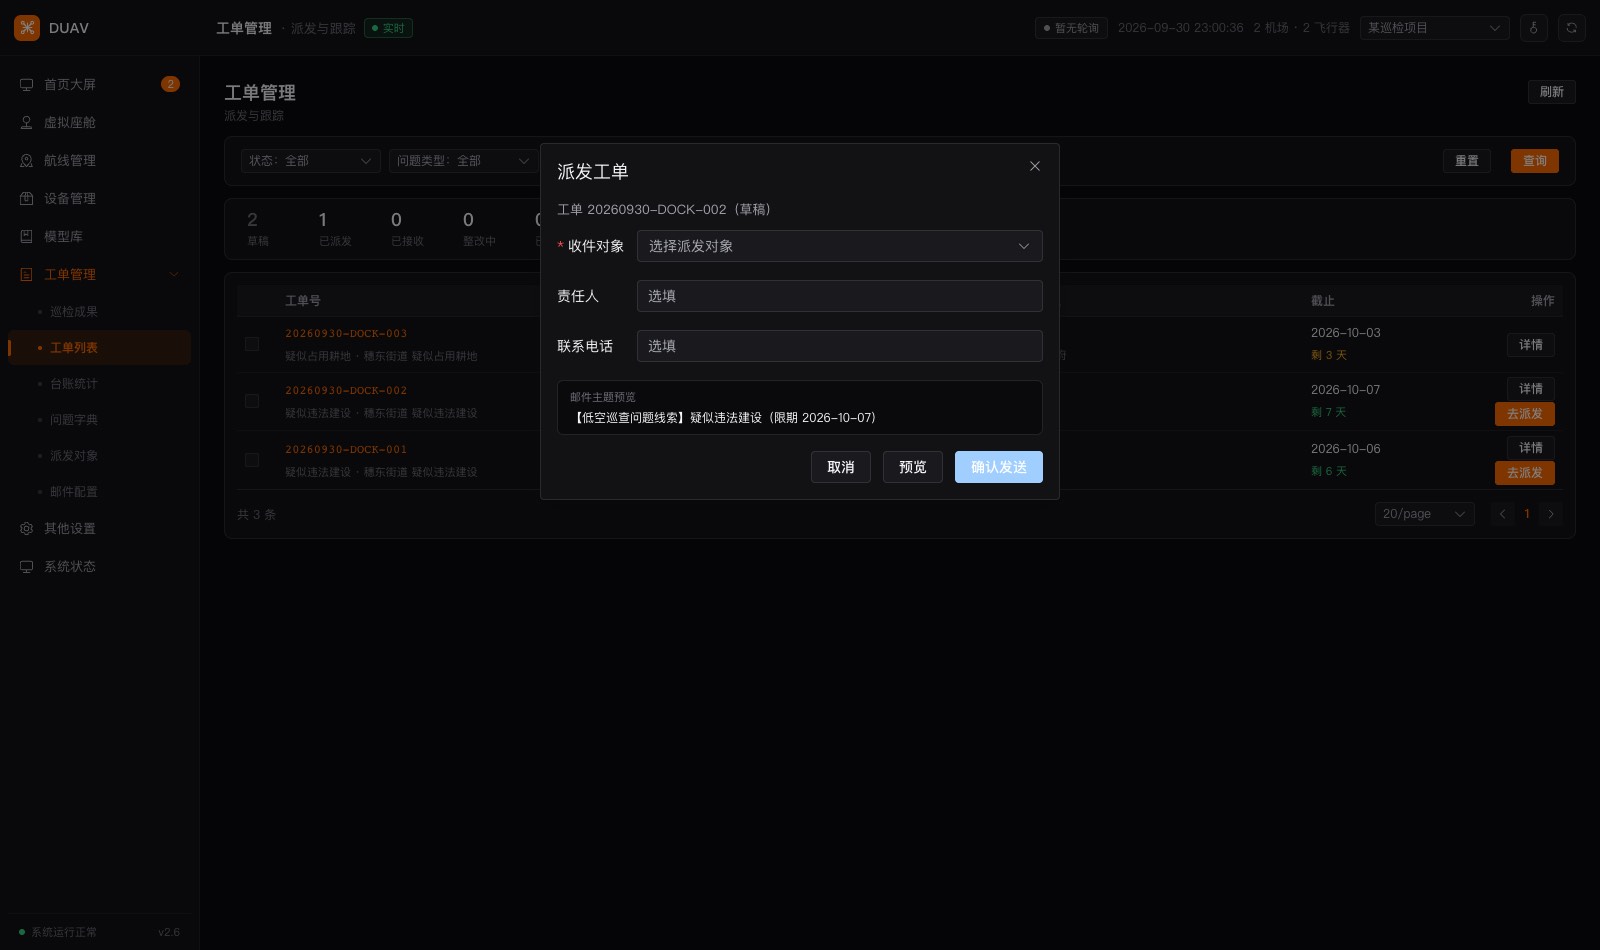 DUAV
工单管理 · 派发与跟踪 实时
暂无轮询 2026-09-30 23:00:36 2 机场 · 2 飞行器 某巡检项目
首页大屏 2
虚拟座舱
航线管理
设备管理
模型库
工单管理
巡检成果
工单列表
台账统计
问题字典
派发对象
邮件配置
其他设置
系统状态
系统运行正常 v2.6
工单管理
派发与跟踪
刷新
状态：全部 问题类型：全部 重置 查询
2 1 0 0
草稿 已派发 已接收 整改中
工单号 截止 操作
20260930-DOCK-003 2026-10-03 详情
疑似占用耕地 · 穗东街道 疑似占用耕地 剩 3 天
20260930-DOCK-002 2026-10-07 详情
疑似违法建设 · 穗东街道 疑似违法建设 剩 7 天 去派发
20260930-DOCK-001 2026-10-06 详情
疑似违法建设 · 穗东街道 疑似违法建设 剩 6 天 去派发
共 3 条 20/page 1
派发工单
工单 20260930-DOCK-002（草稿）
* 收件对象 选择派发对象
责任人 选填
联系电话 选填
邮件主题预览
【低空巡查问题线索】疑似违法建设（限期 2026-10-07）
取消 预览 确认发送